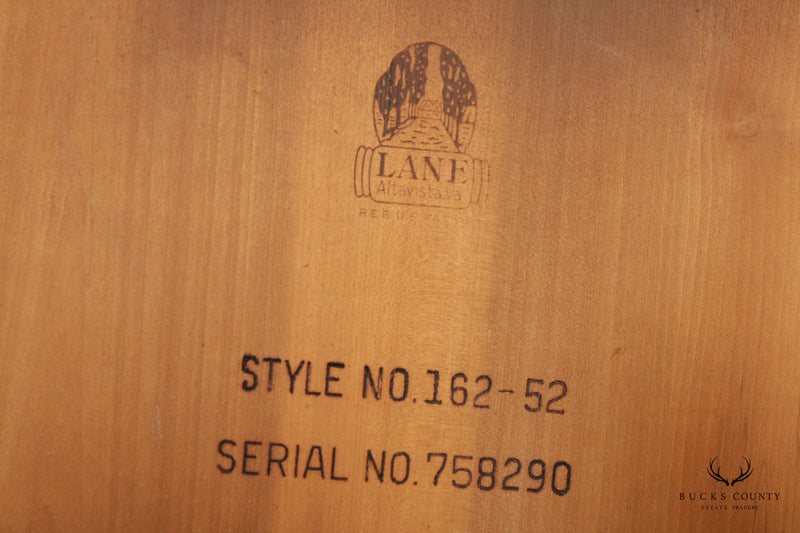 LANE
Altavista, Va.
STYLE NO. 162-52
SERIAL NO. 758290
BUCKS COUNTY
ESTATE TRADERS